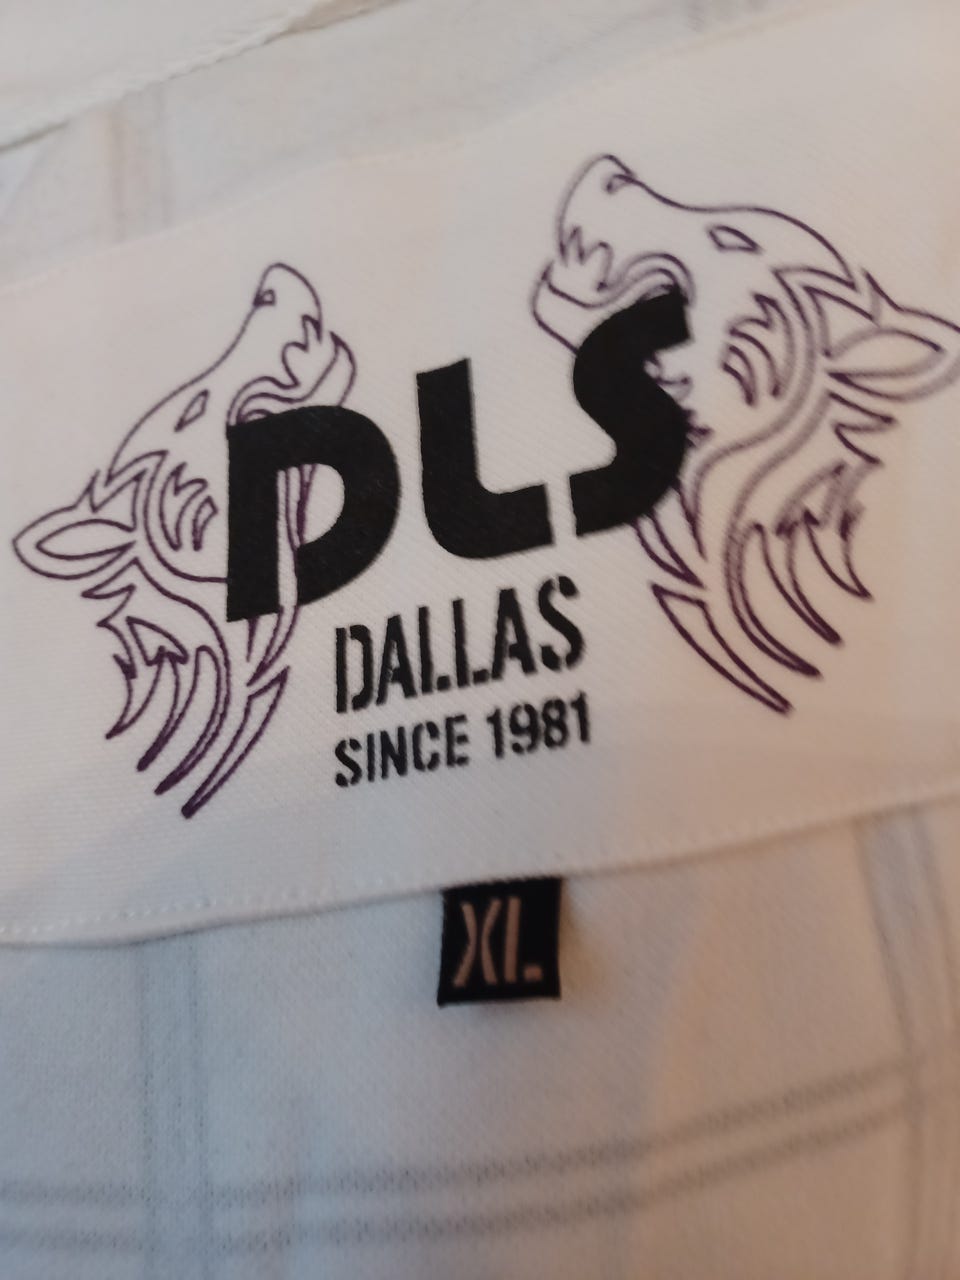 DLS
DALLAS
SINCE 1981
XL